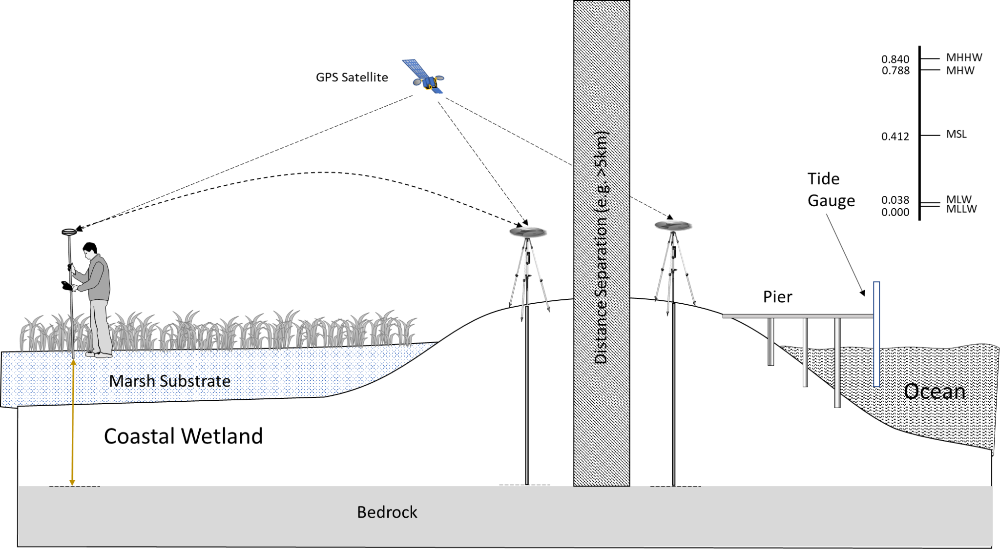 GPS Satellite
0.840 MHHW
0.788 MHW
0.412 MSL
0.038 MLW
0.000 MLLW
Tide
Gauge
Distance Separation (e.g. >5km)
Pier
Marsh Substrate
Ocean
Coastal Wetland
Bedrock